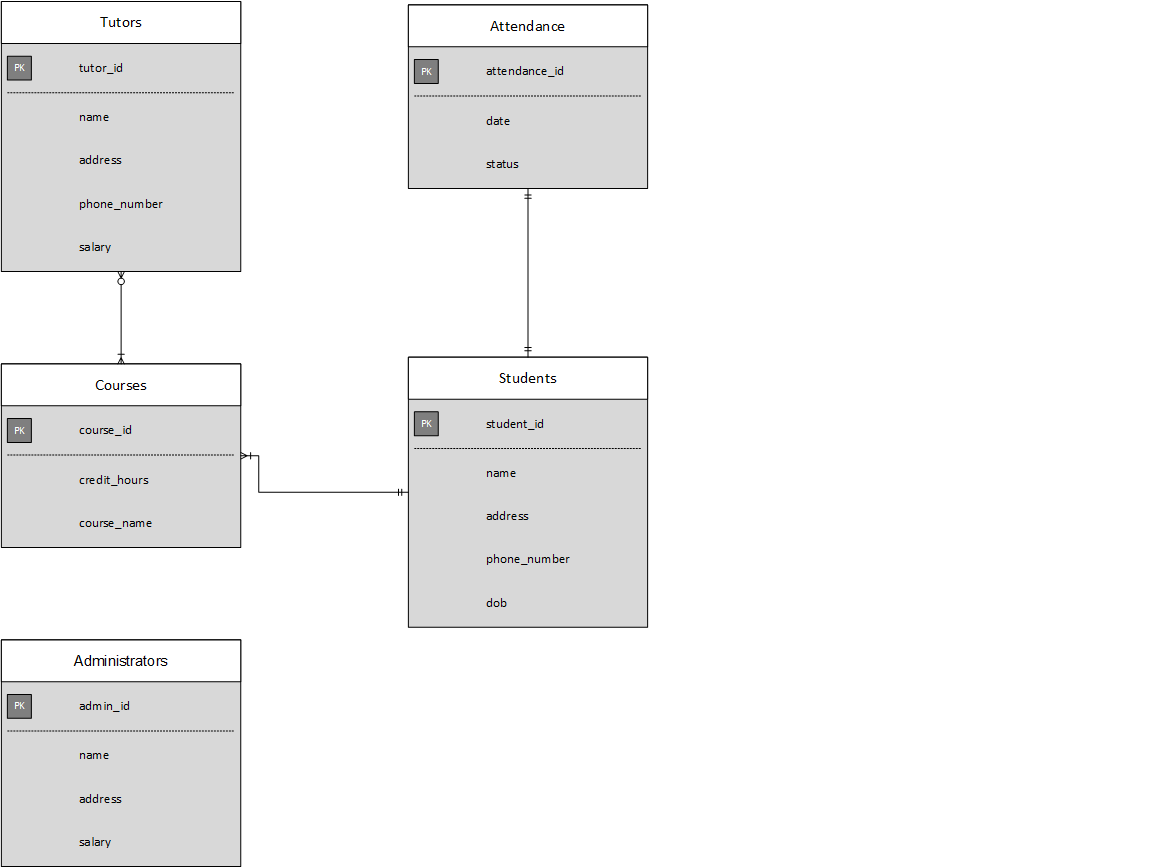 Tutors
PK tutor_id
name
address
phone_number
salary
Attendance
PK attendance_id
date
status
Courses
PK course_id
credit_hours
course_name
Students
PK student_id
name
address
phone_number
dob
Administrators
PK admin_id
name
address
salary